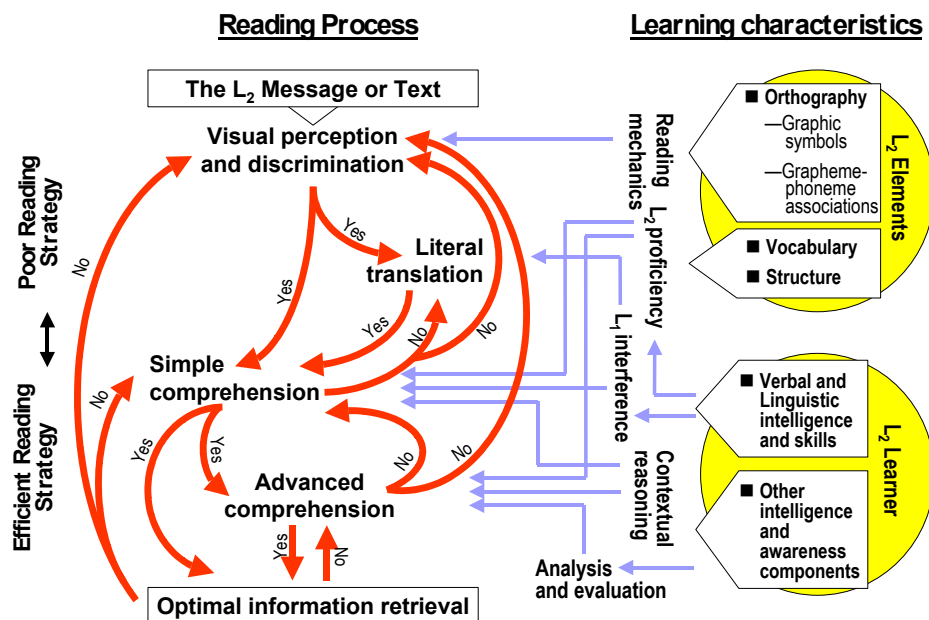 Reading Process
Learning characteristics
The L₂ Message or Text
Visual perception
and discrimination
Yes
Literal
translation
Yes
Yes
No
No
No
Simple
comprehension
No
Yes
Yes
No
No
Advanced
comprehension
Yes
No
Optimal information retrieval
Poor Reading
Strategy
Efficient Reading
Strategy
Reading
mechanics
L₂ proficiency
L₁ interference
Contextual
reasoning
Analysis
and evaluation
■ Orthography
—Graphic
symbols
—Grapheme-
phoneme
associations
■ Vocabulary
■ Structure
L₂ Elements
■ Verbal and
Linguistic
intelligence
and skills
■ Other
intelligence
and
awareness
components
L₂ Learner